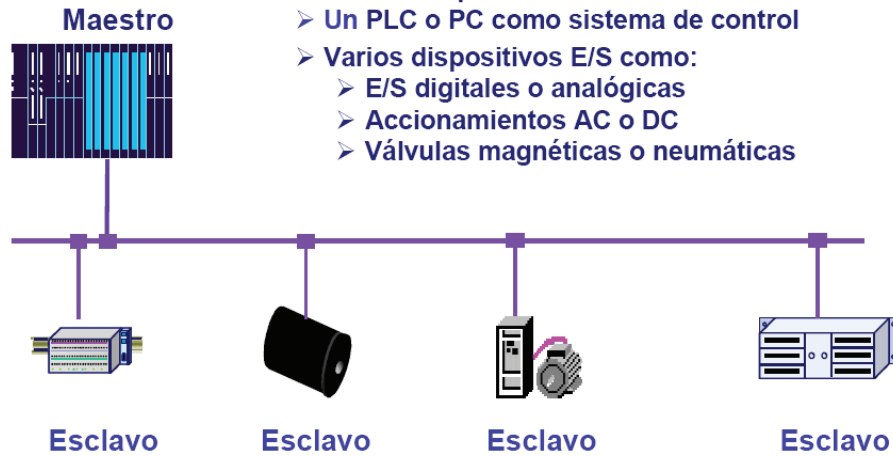 Maestro
➢ Un PLC o PC como sistema de control
➢ Varios dispositivos E/S como:
➢ E/S digitales o analógicas
➢ Accionamientos AC o DC
➢ Válvulas magnéticas o neumáticas
Esclavo Esclavo Esclavo Esclavo